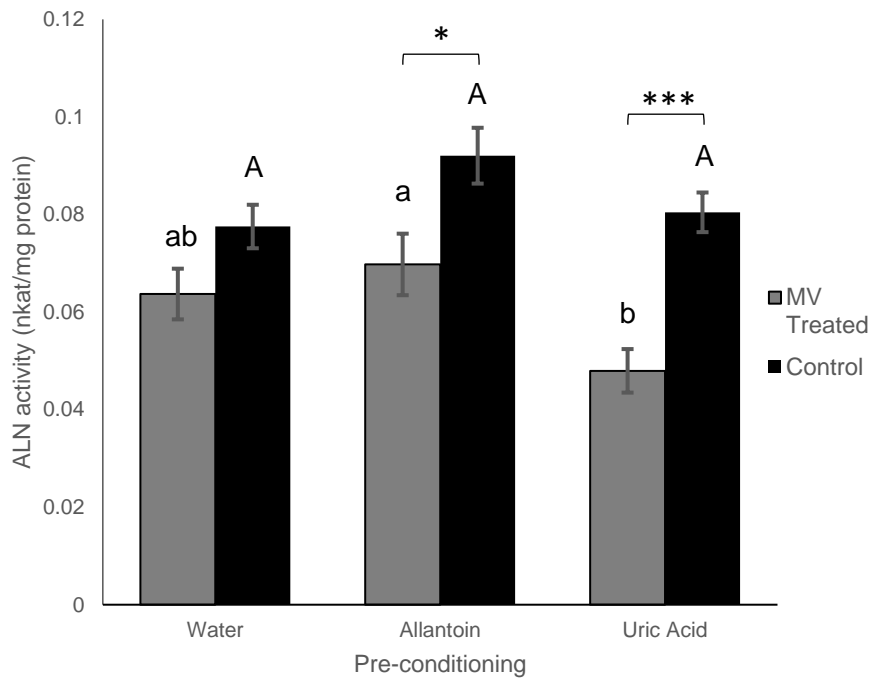 0.12
0.1
0.08
0.06
0.04
0.02
0
ALN activity (nkat/mg protein)
ab
A
*
a
A
***
b
A
MV
Treated
Control
Water
Allantoin
Uric Acid
Pre-conditioning